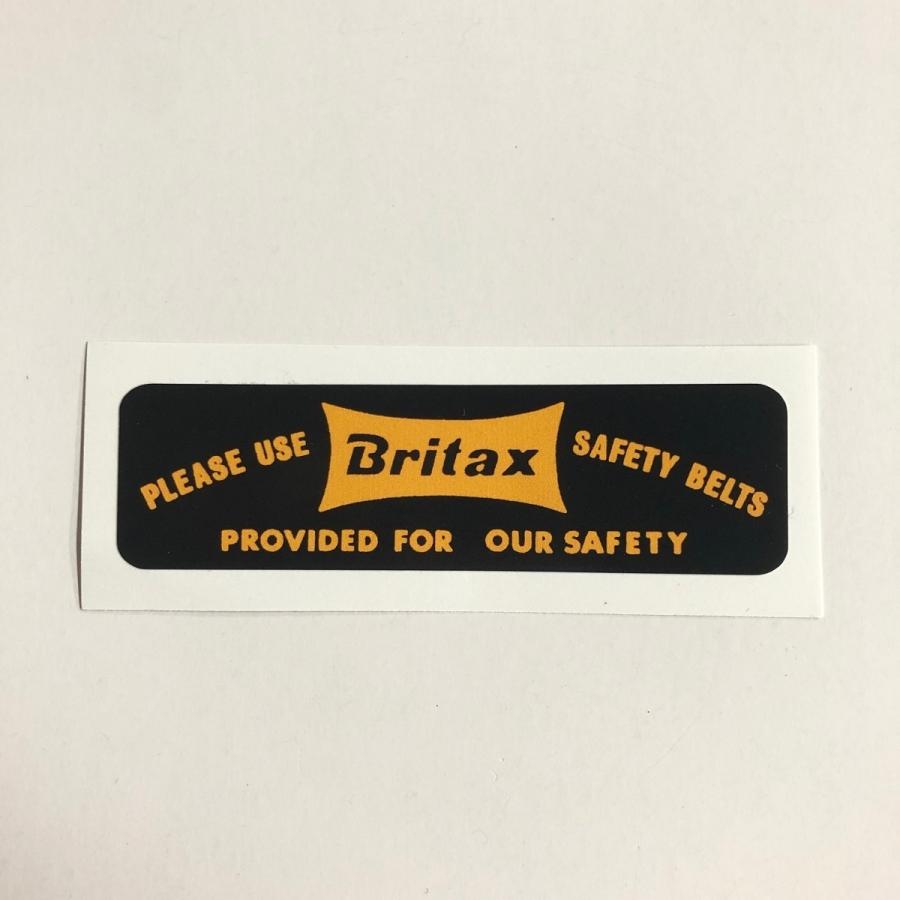 PLEASE USE Britax SAFETY BELTS
PROVIDED FOR OUR SAFETY